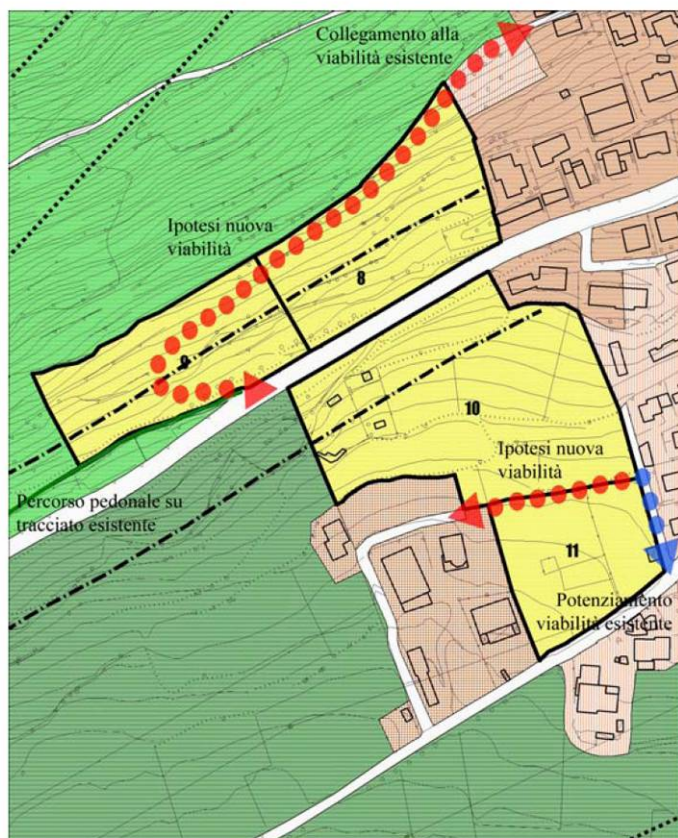 Collegamento alla
viabilità esistente
Ipotesi nuova
viabilità
8
9
10
Ipotesi nuova
viabilità
Percorso pedonale su
tracciato esistente
11
Potenziamento
viabilità esistente